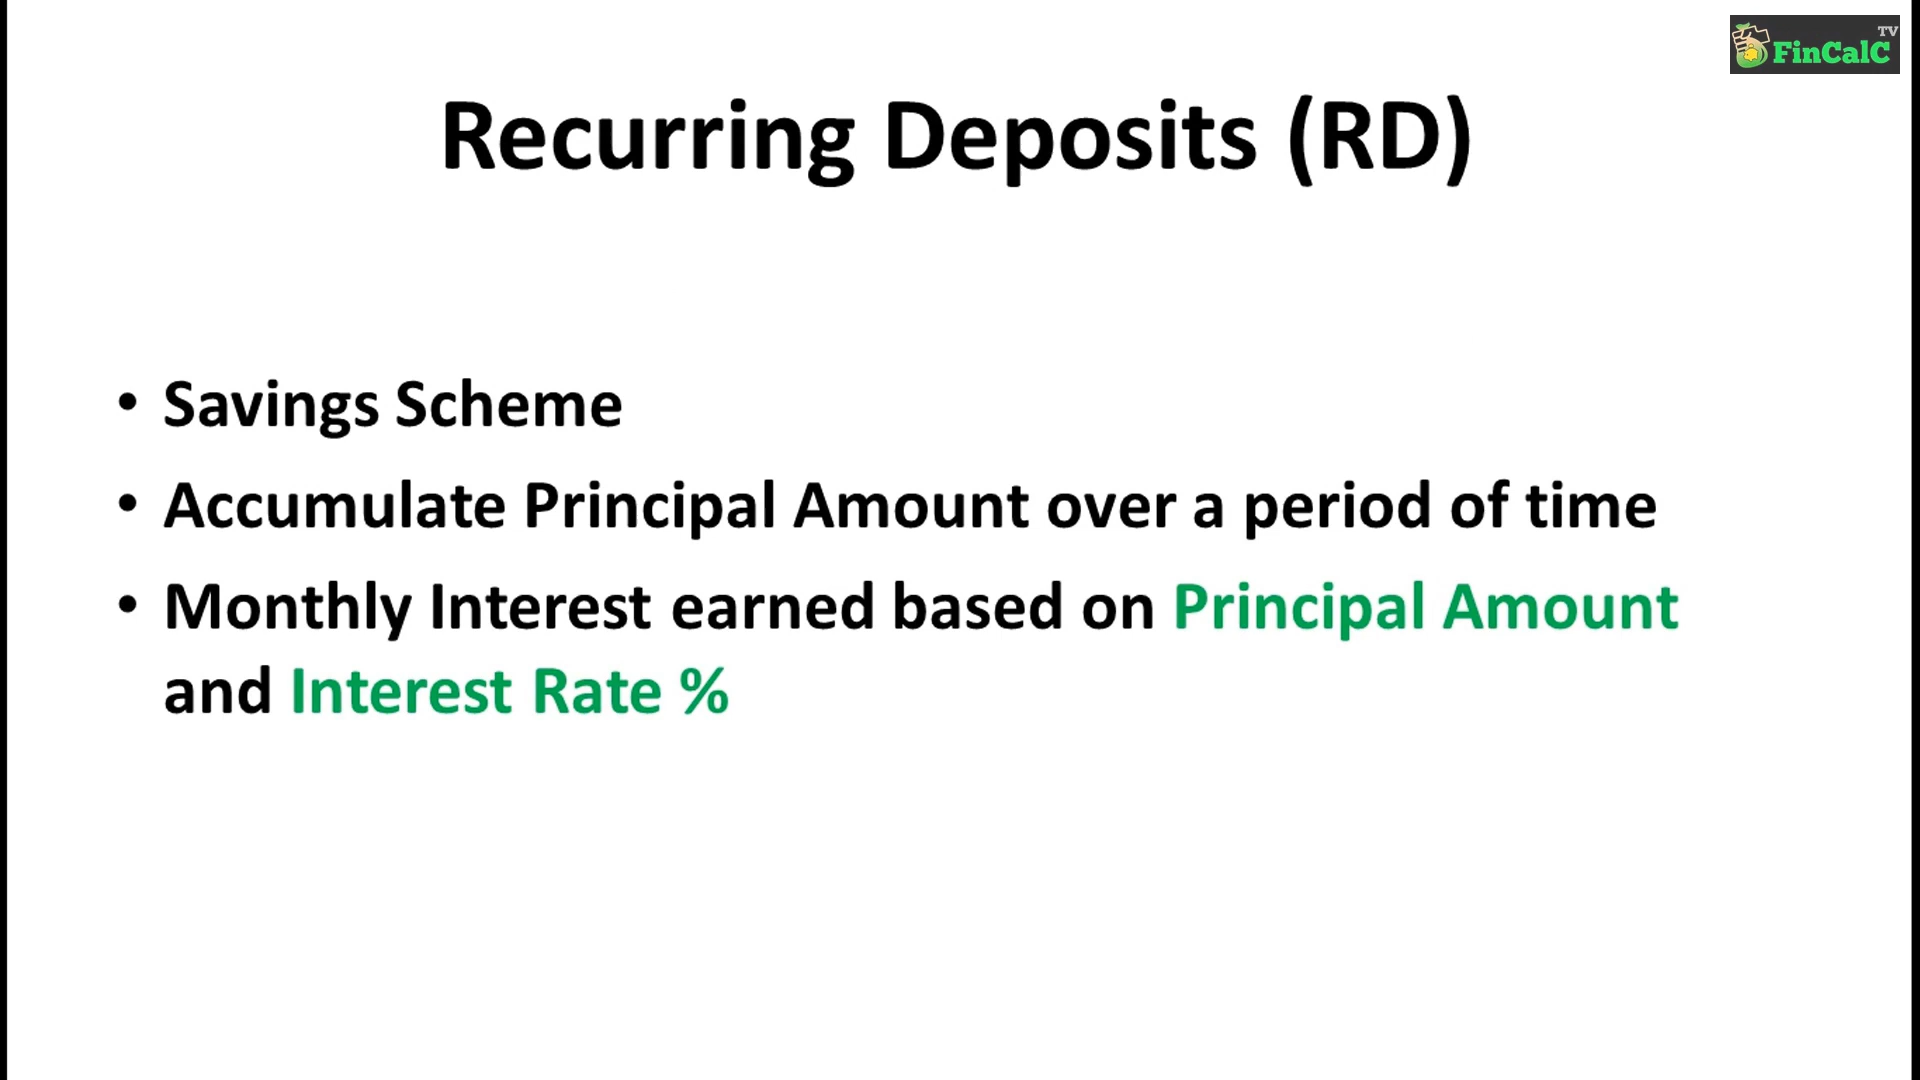 TV
FinCalC
Recurring Deposits (RD)
• Savings Scheme
• Accumulate Principal Amount over a period of time
• Monthly Interest earned based on Principal Amount
and Interest Rate %